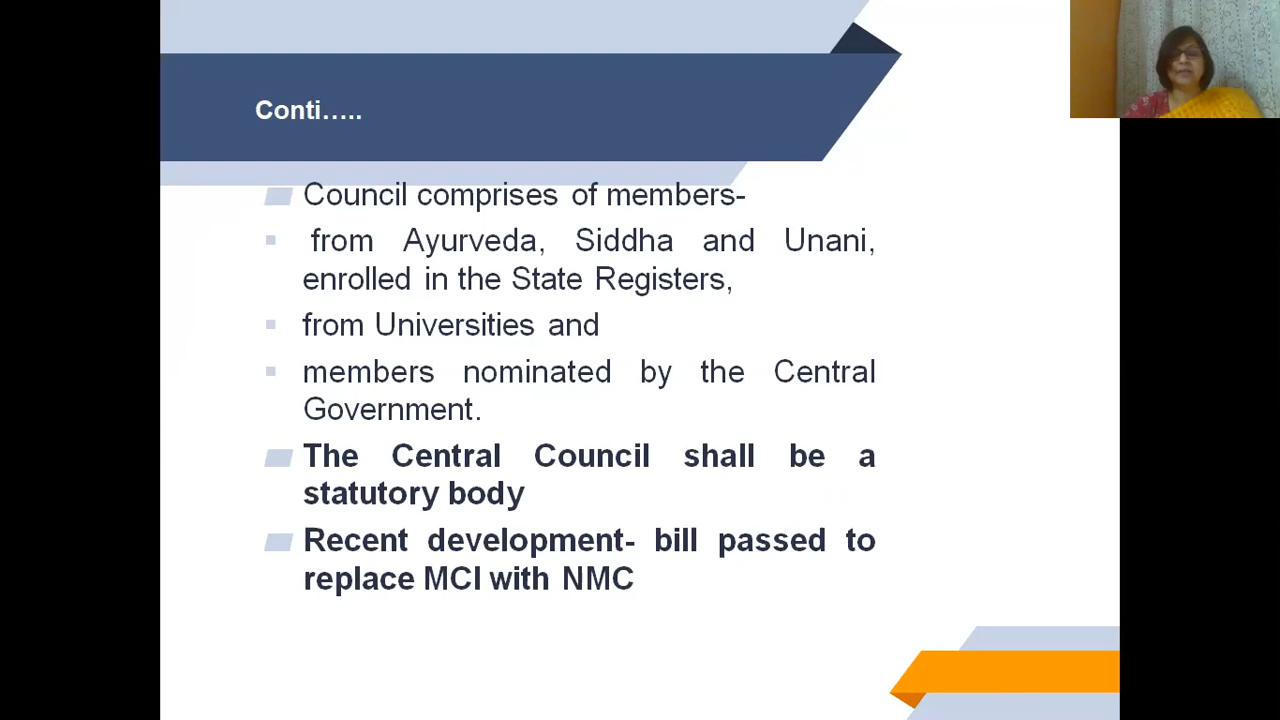 Conti…..
Council comprises of members-
from Ayurveda, Siddha and Unani,
enrolled in the State Registers,
from Universities and
members nominated by the Central
Government.
The Central Council shall be a
statutory body
Recent development- bill passed to
replace MCI with NMC